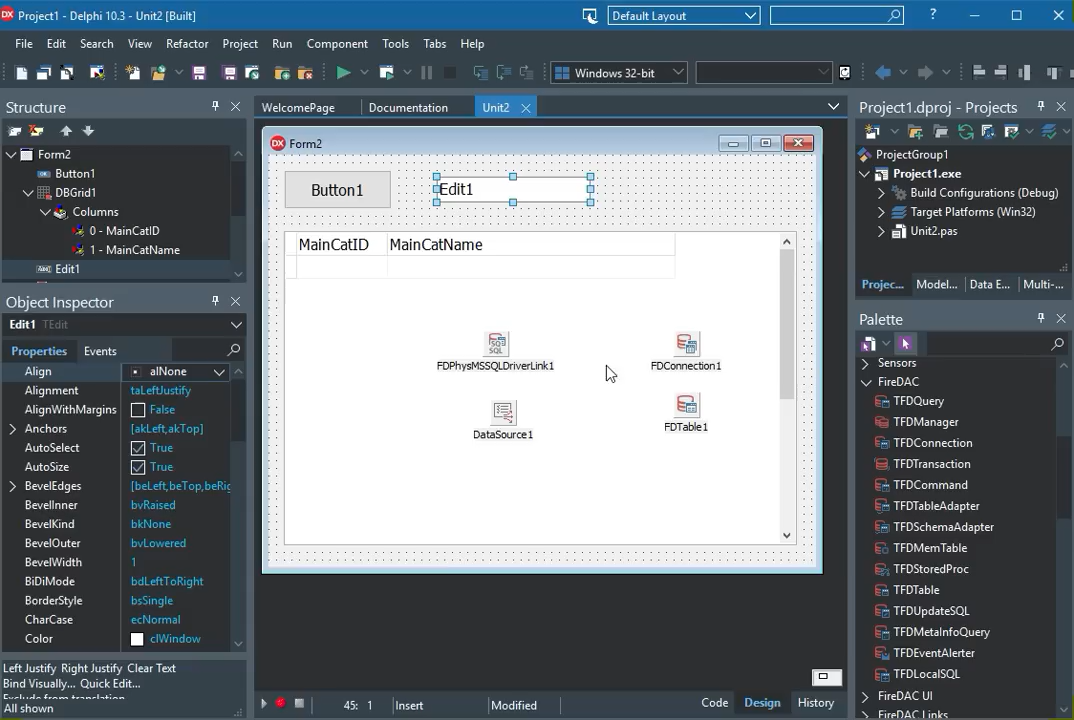 Project1 - Delphi 10.3 - Unit2 [Built]
Default Layout
File Edit Search View Refactor Project Run Component Tools Tabs Help
Windows 32-bit
Structure
Form2
Button1
DBGrid1
Columns
0 - MainCatID
1 - MainCatName
Edit1
Object Inspector
Edit1 TEdit
Properties Events
Align alNone
Alignment taLeftJustify
AlignWithMargins False
Anchors [akLeft,akTop]
AutoSelect True
AutoSize True
BevelEdges [beLeft,beTop,beRig
BevelInner bvRaised
BevelKind bkNone
BevelOuter bvLowered
BevelWidth 1
BiDiMode bdLeftToRight
BorderStyle bsSingle
CharCase ecNormal
Color clWindow
Left Justify Right Justify Clear Text
Bind Visually... Quick Edit...
All shown
WelcomePage Documentation Unit2
DX Form2
Button1 Edit1
MainCatID MainCatName
SQL
FDPhysMSSQLDriverLink1
FDConnection1
DataSource1
FDTable1
45: 1 Insert Modified Code Design History
Project1.dproj - Projects
ProjectGroup1
Project1.exe
Build Configurations (Debug)
Target Platforms (Win32)
Unit2.pas
Projec... Model... Data E... Multi-...
Palette
Sensors
FireDAC
TFDQuery
TFDManager
TFDConnection
TFDTransaction
TFDCommand
TFDTableAdapter
TFDSchemaAdapter
TFDMemTable
TFDStoredProc
TFDTable
TFDUpdateSQL
TFDMetaInfoQuery
TFDEventAlerter
TFDLocalSQL
FireDAC UI
FireDAC Links